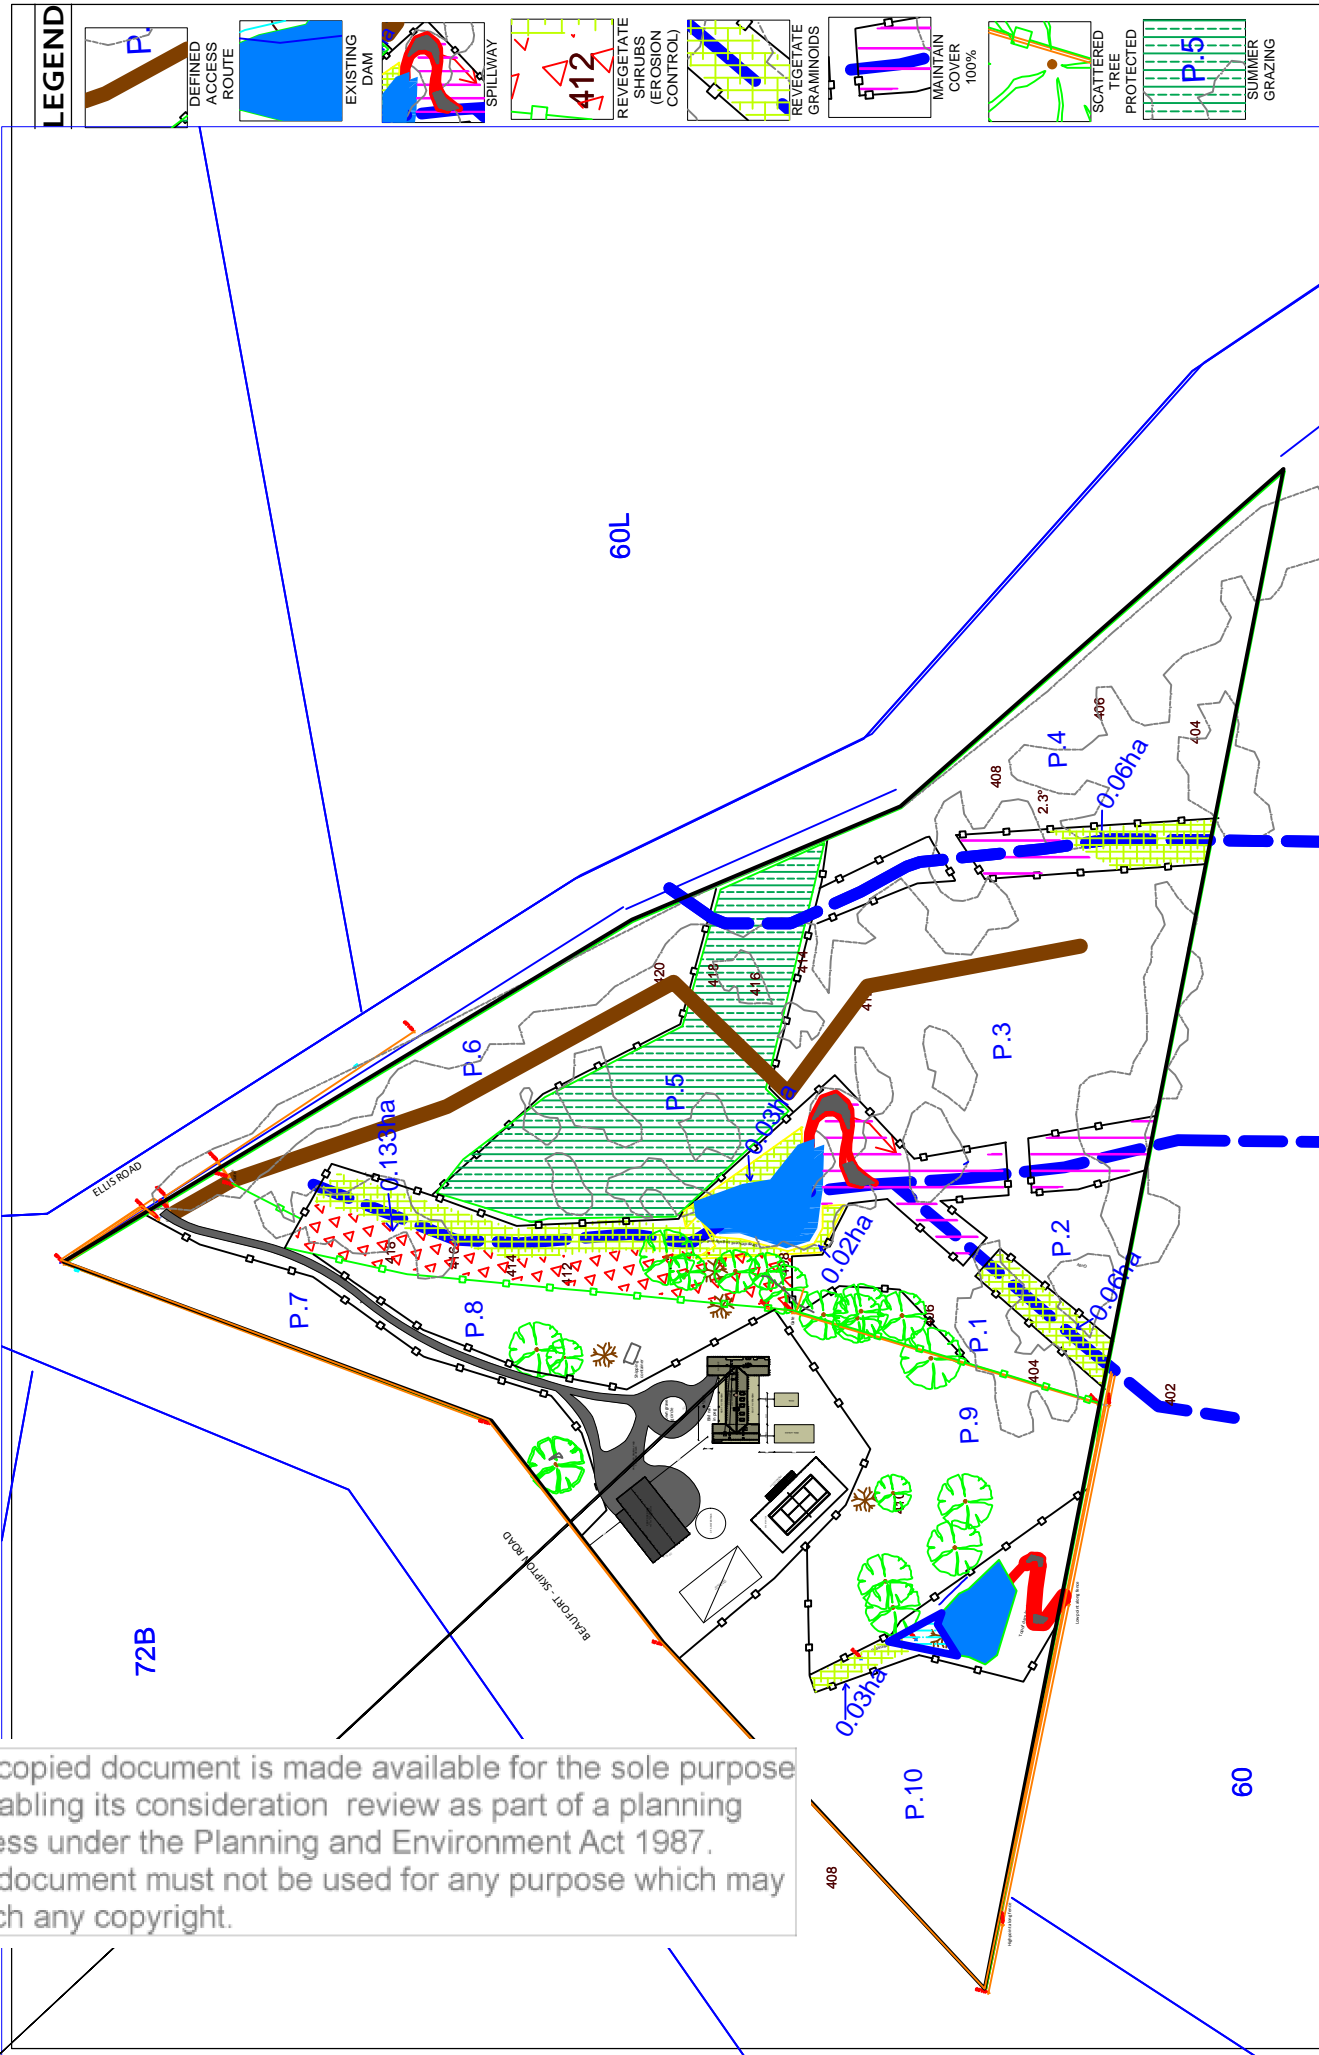 LEGEND
P.
DEFINED
ACCESS
ROUTE
EXISTING
DAM
SPILLWAY
412
REVEGETATE
SHRUBS
(EROSION
CONTROL)
REVEGETATE
GRAMINOIDS
MAINTAIN
COVER
100%
SCATTERED
TREE
PROTECTED
P.5
SUMMER
GRAZING
60L
P.4
406
404
408
2.3°
0.06ha
420
418
416
414
P.6
P.5
P.3
0.133ha
0.03ha
ELLIS ROAD
416
414
412
0.02ha
P.2
0.06ha
P.7
P.8
P.1
406
404
402
P.9
BEAUFORT - SKIPTON ROAD
72B
0.03ha
P.10
60
408
copied document is made available for the sole purpose
abling its consideration review as part of a planning
ess under the Planning and Environment Act 1987.
document must not be used for any purpose which may
ch any copyright.